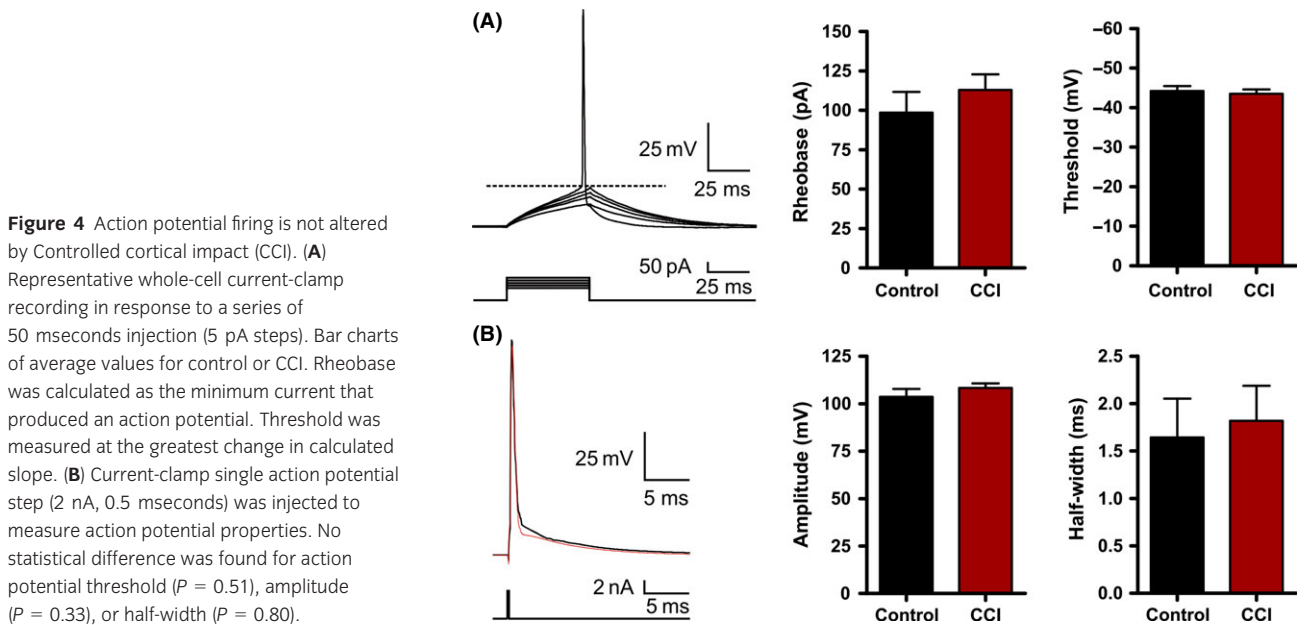 Figure 4 Action potential firing is not altered
by Controlled cortical impact (CCI). (A)
Representative whole-cell current-clamp
recording in response to a series of
50 mseconds injection (5 pA steps). Bar charts
of average values for control or CCI. Rheobase
was calculated as the minimum current that
produced an action potential. Threshold was
measured at the greatest change in calculated
slope. (B) Current-clamp single action potential
step (2 nA, 0.5 mseconds) was injected to
measure action potential properties. No
statistical difference was found for action
potential threshold (P = 0.51), amplitude
(P = 0.33), or half-width (P = 0.80).
(A)
25 mV
25 ms
50 pA
25 ms
Rheobase (pA)
150
125
100
75
50
25
0
Control CCI
Threshold (mV)
–60
–50
–40
–30
–20
–10
0
Control CCI
(B)
25 mV
5 ms
2 nA
5 ms
Amplitude (mV)
125
100
75
50
25
0
Control CCI
Half-width (ms)
2.5
2.0
1.5
1.0
0.5
0.0
Control CCI